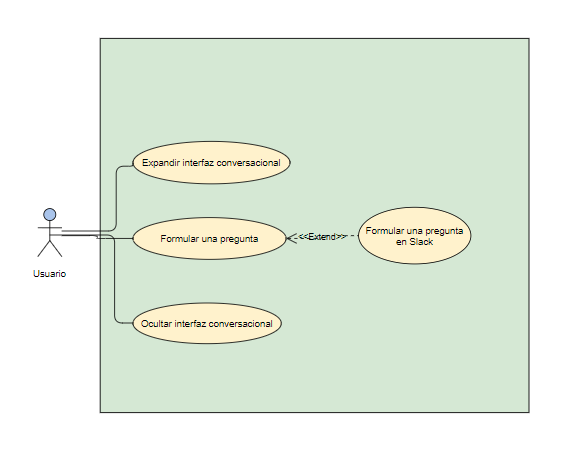 Expandir interfaz conversacional
Formular una pregunta
<<Extend>>
Formular una pregunta
en Slack
Usuario
Ocultar interfaz conversacional